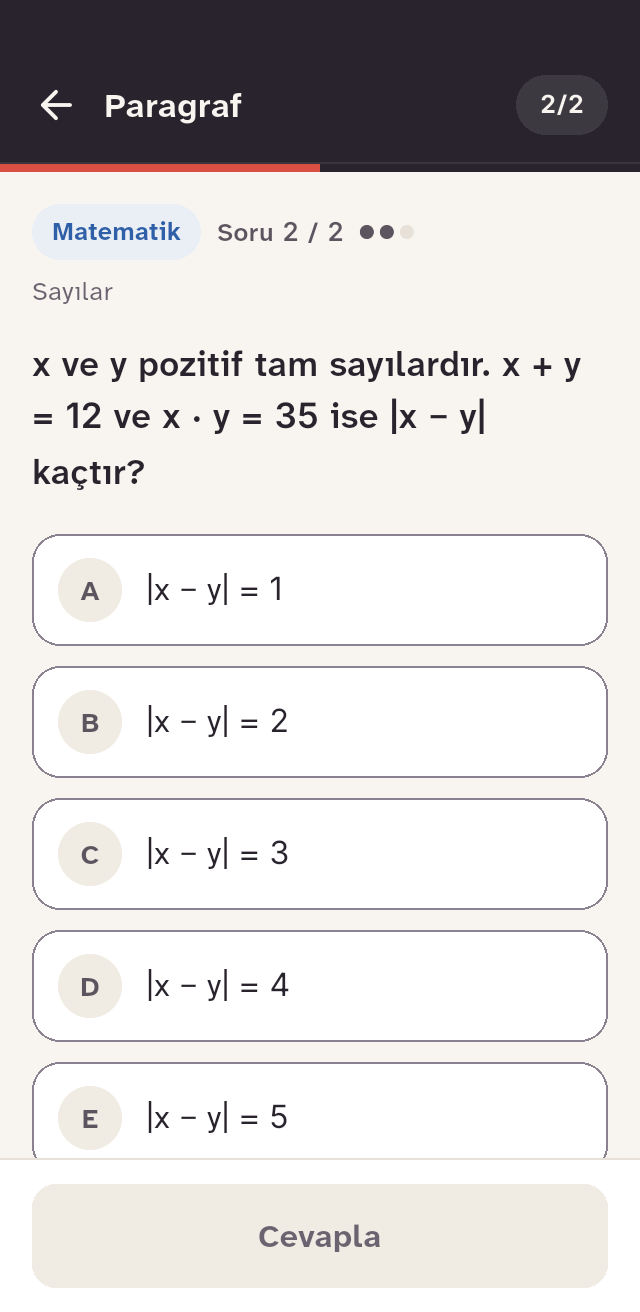 Paragraf
2/2
Matematik
Soru 2 / 2
Sayılar
x ve y pozitif tam sayılardır. x + y
= 12 ve x · y = 35 ise |x − y|
kaçtır?
A |x − y| = 1
B |x − y| = 2
C |x − y| = 3
D |x − y| = 4
E |x − y| = 5
Cevapla